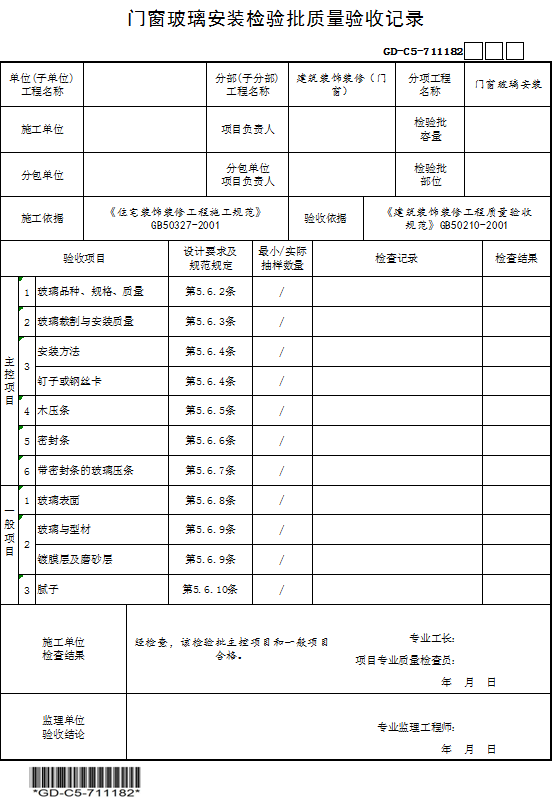 门窗玻璃安装检验批质量验收记录
GD-C5-711182
单位(子单位)
工程名称
分部(子分部)
工程名称
建筑装饰装修（门
窗）
分项工程
名称
门窗玻璃安装
施工单位
项目负责人
检验批
容量
分包单位
分包单位
项目负责人
检验批
部位
施工依据
《住宅装饰装修工程施工规范》
GB50327-2001
验收依据
《建筑装饰装修工程质量验收
规范》GB50210-2001
验收项目
设计要求及
规范规定
最小/实际
抽样数量
检查记录
检查结果
主控项目
1 玻璃品种、规格、质量 第5.6.2条 /
2 玻璃裁割与安装质量 第5.6.3条 /
3 安装方法 第5.6.4条 /
钉子或钢丝卡 第5.6.4条 /
4 木压条 第5.6.5条 /
5 密封条 第5.6.6条 /
6 带密封条的玻璃压条 第5.6.7条 /
一般项目
1 玻璃表面 第5.6.8条 /
2 玻璃与型材 第5.6.9条 /
镀膜层及磨砂层 第5.6.9条 /
3 腻子 第5.6.10条 /
施工单位
检查结果
经检查，该检验批主控项目和一般项目
合格。
专业工长：
项目专业质量检查员：
年 月 日
监理单位
验收结论
专业监理工程师：
年 月 日
*GD-C5-711182*